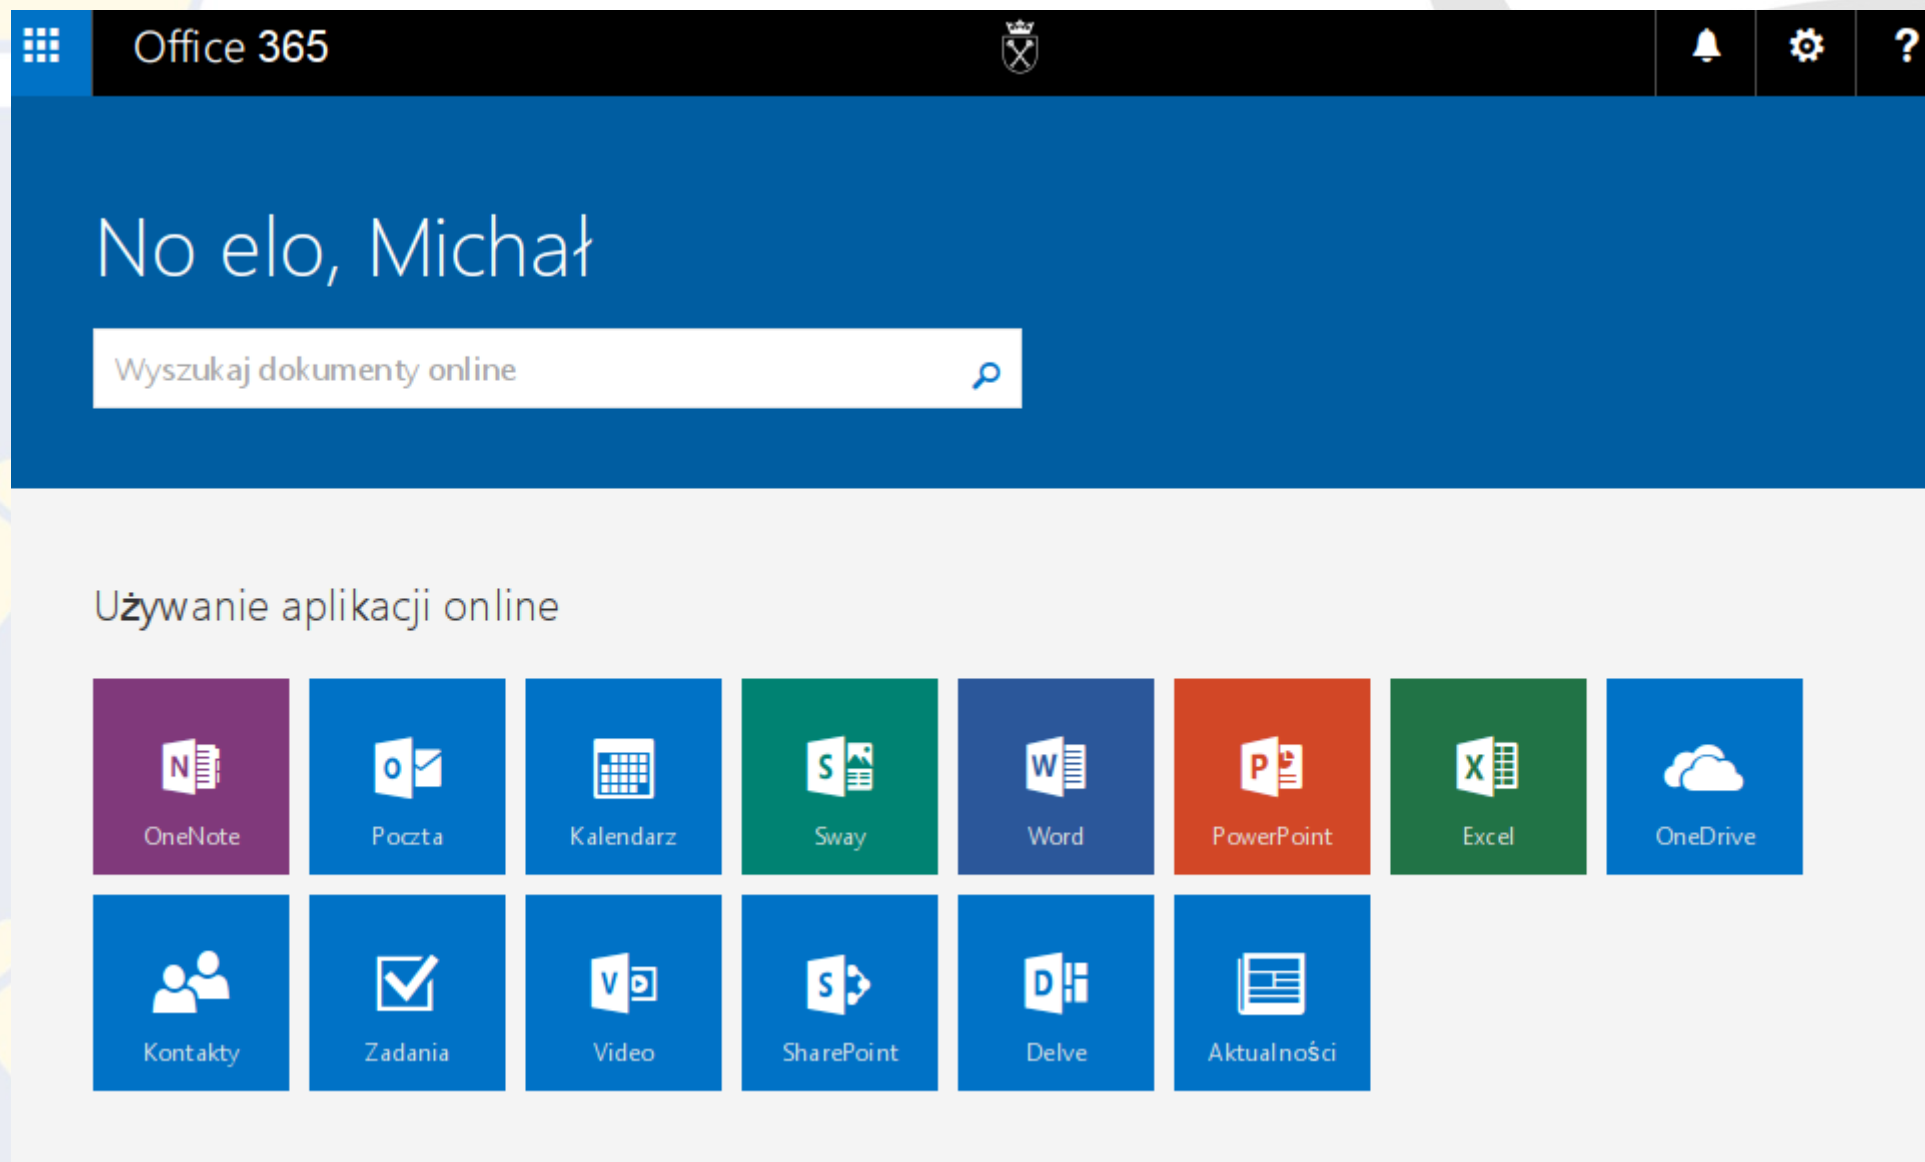 Office 365
?
No elo, Michał
Wyszukaj dokumenty online
Używanie aplikacji online
N
O
S
W
P
X
OneNote
Poczta
Kalendarz
Sway
Word
PowerPoint
Excel
OneDrive
V
S
D
Kontakty
Zadania
Video
SharePoint
Delve
Aktualności